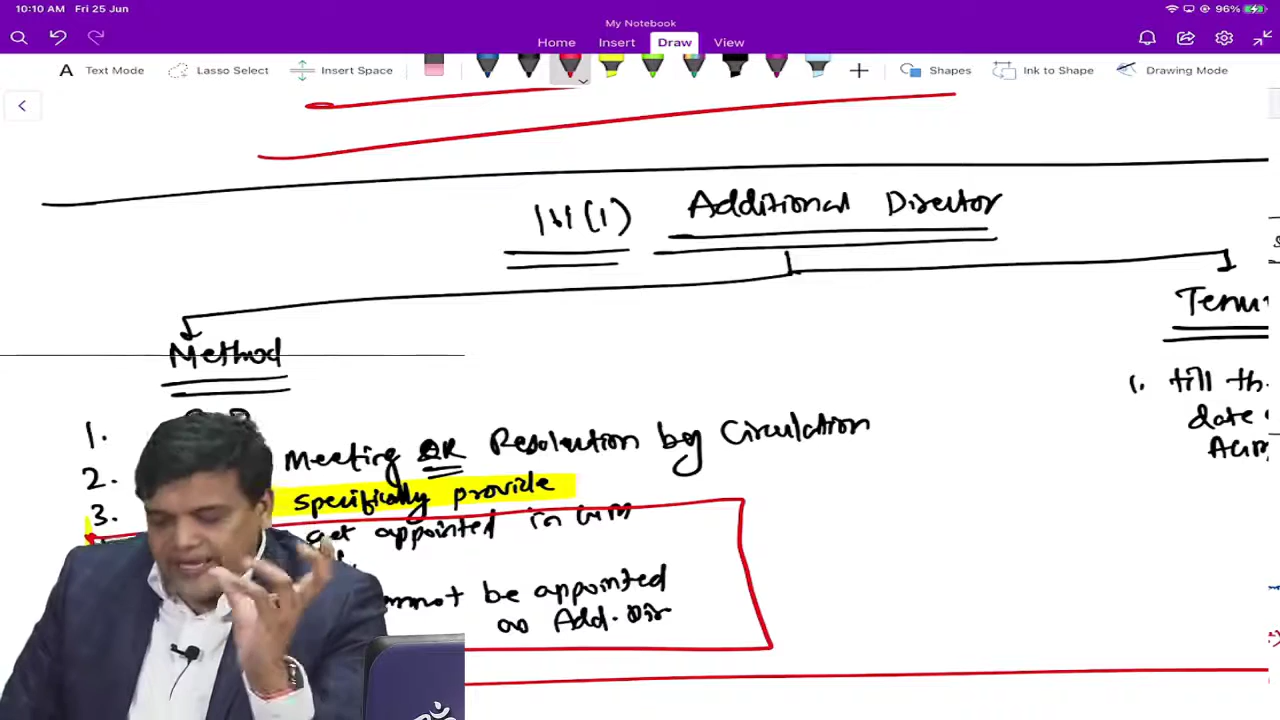 10:10 AM Fri 25 Jun
96%
My Notebook
Home Insert Draw View
A Text Mode Lasso Select Insert Space Shapes Ink to Shape Drawing Mode
161(1) Additional Director
Method
1.
Meeting OR Resolution by Circulation
2.
specifically provide
3.
get appointed in GM
be appointed
as Add. Dir
1. till th
date